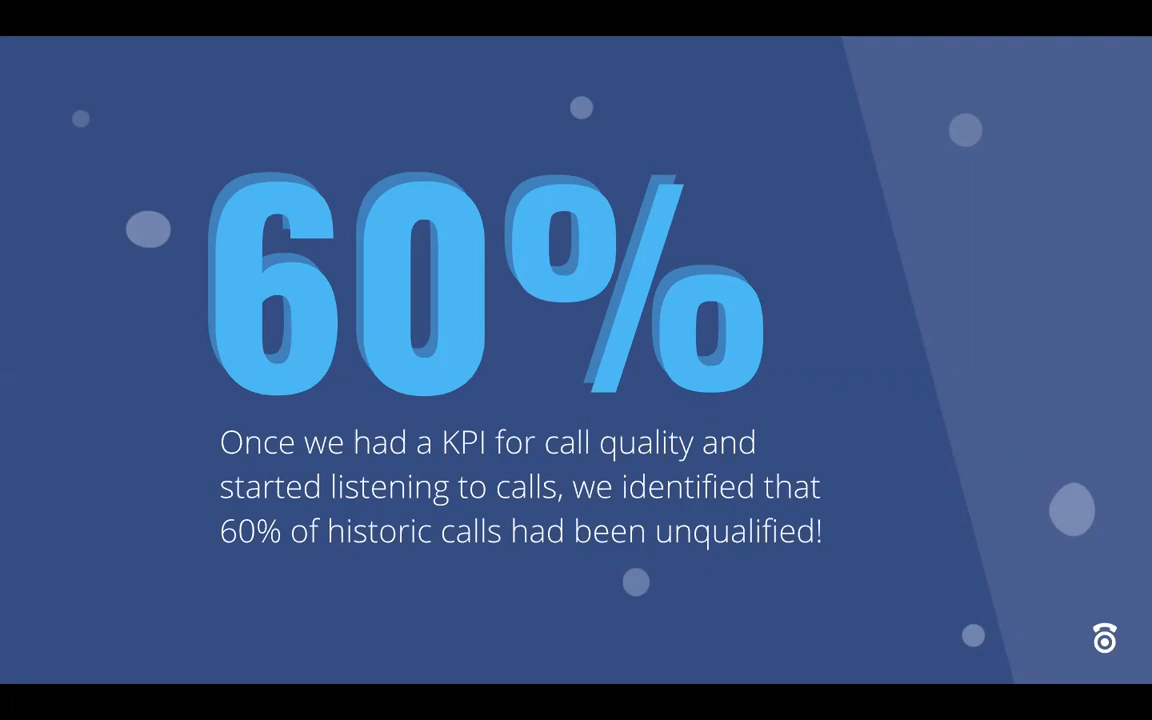 60%
Once we had a KPI for call quality and
started listening to calls, we identified that
60% of historic calls had been unqualified!